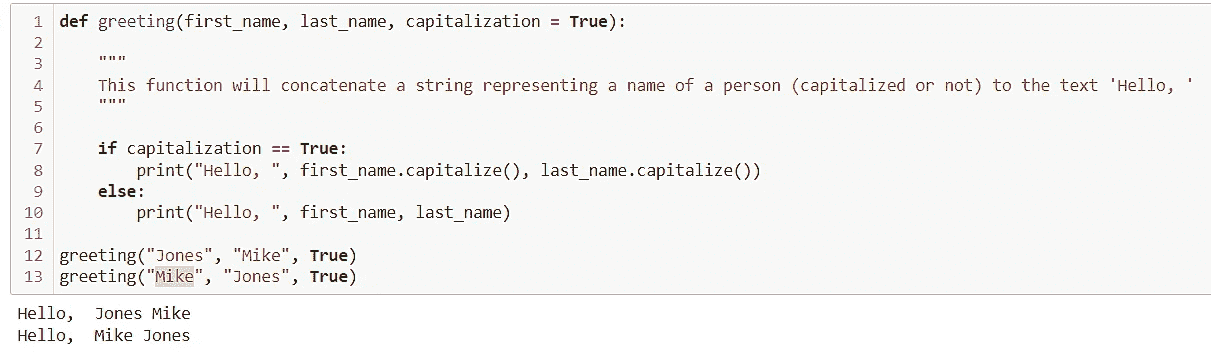 1 def greeting(first_name, last_name, capitalization = True):
2
3     """
4     This function will concatenate a string representing a name of a person (capitalized or not) to the text 'Hello, '
5     """
6
7     if capitalization == True:
8         print("Hello, ", first_name.capitalize(), last_name.capitalize())
9     else:
10         print("Hello, ", first_name, last_name)
11
12 greeting("Jones", "Mike", True)
13 greeting("Mike", "Jones", True)
Hello,  Jones Mike
Hello,  Mike Jones